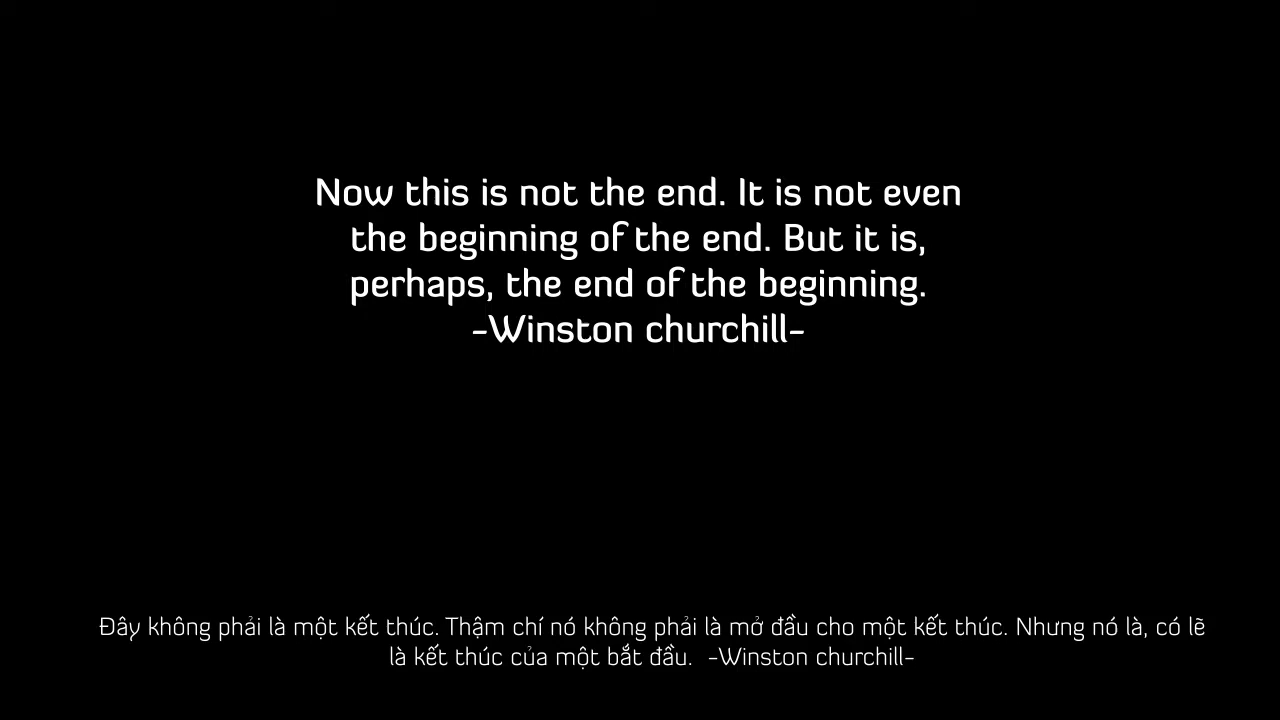 Now this is not the end. It is not even
the beginning of the end. But it is,
perhaps, the end of the beginning.
-Winston churchill-
Đây không phải là một kết thúc. Thậm chí nó không phải là mở đầu cho một kết thúc. Nhưng nó là, có lẽ
là kết thúc của một bắt đầu. -Winston churchill-